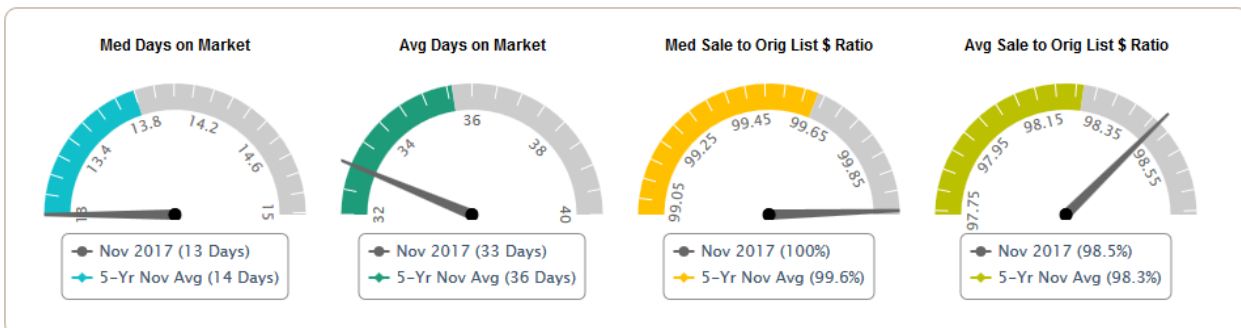 Med Days on Market
13
13.4
13.8
14.2
14.6
15
Nov 2017 (13 Days)
5-Yr Nov Avg (14 Days)
Avg Days on Market
32
34
36
38
40
Nov 2017 (33 Days)
5-Yr Nov Avg (36 Days)
Med Sale to Orig List $ Ratio
99.05
99.25
99.45
99.65
99.85
Nov 2017 (100%)
5-Yr Nov Avg (99.6%)
Avg Sale to Orig List $ Ratio
97.75
97.95
98.15
98.35
98.55
Nov 2017 (98.5%)
5-Yr Nov Avg (98.3%)